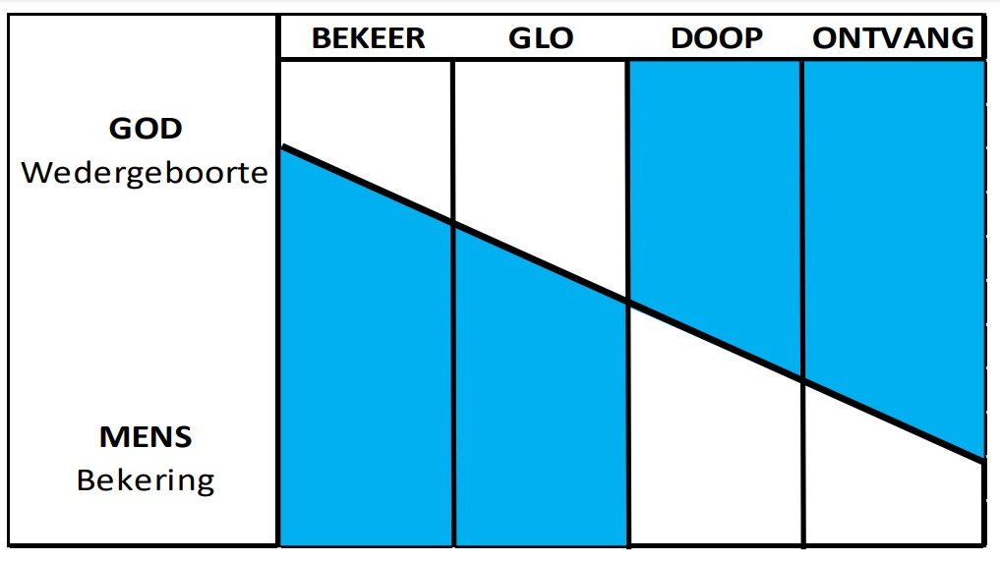 BEKEER GLO DOOP ONTVANG
GOD
Wedergeboorte
MENS
Bekering